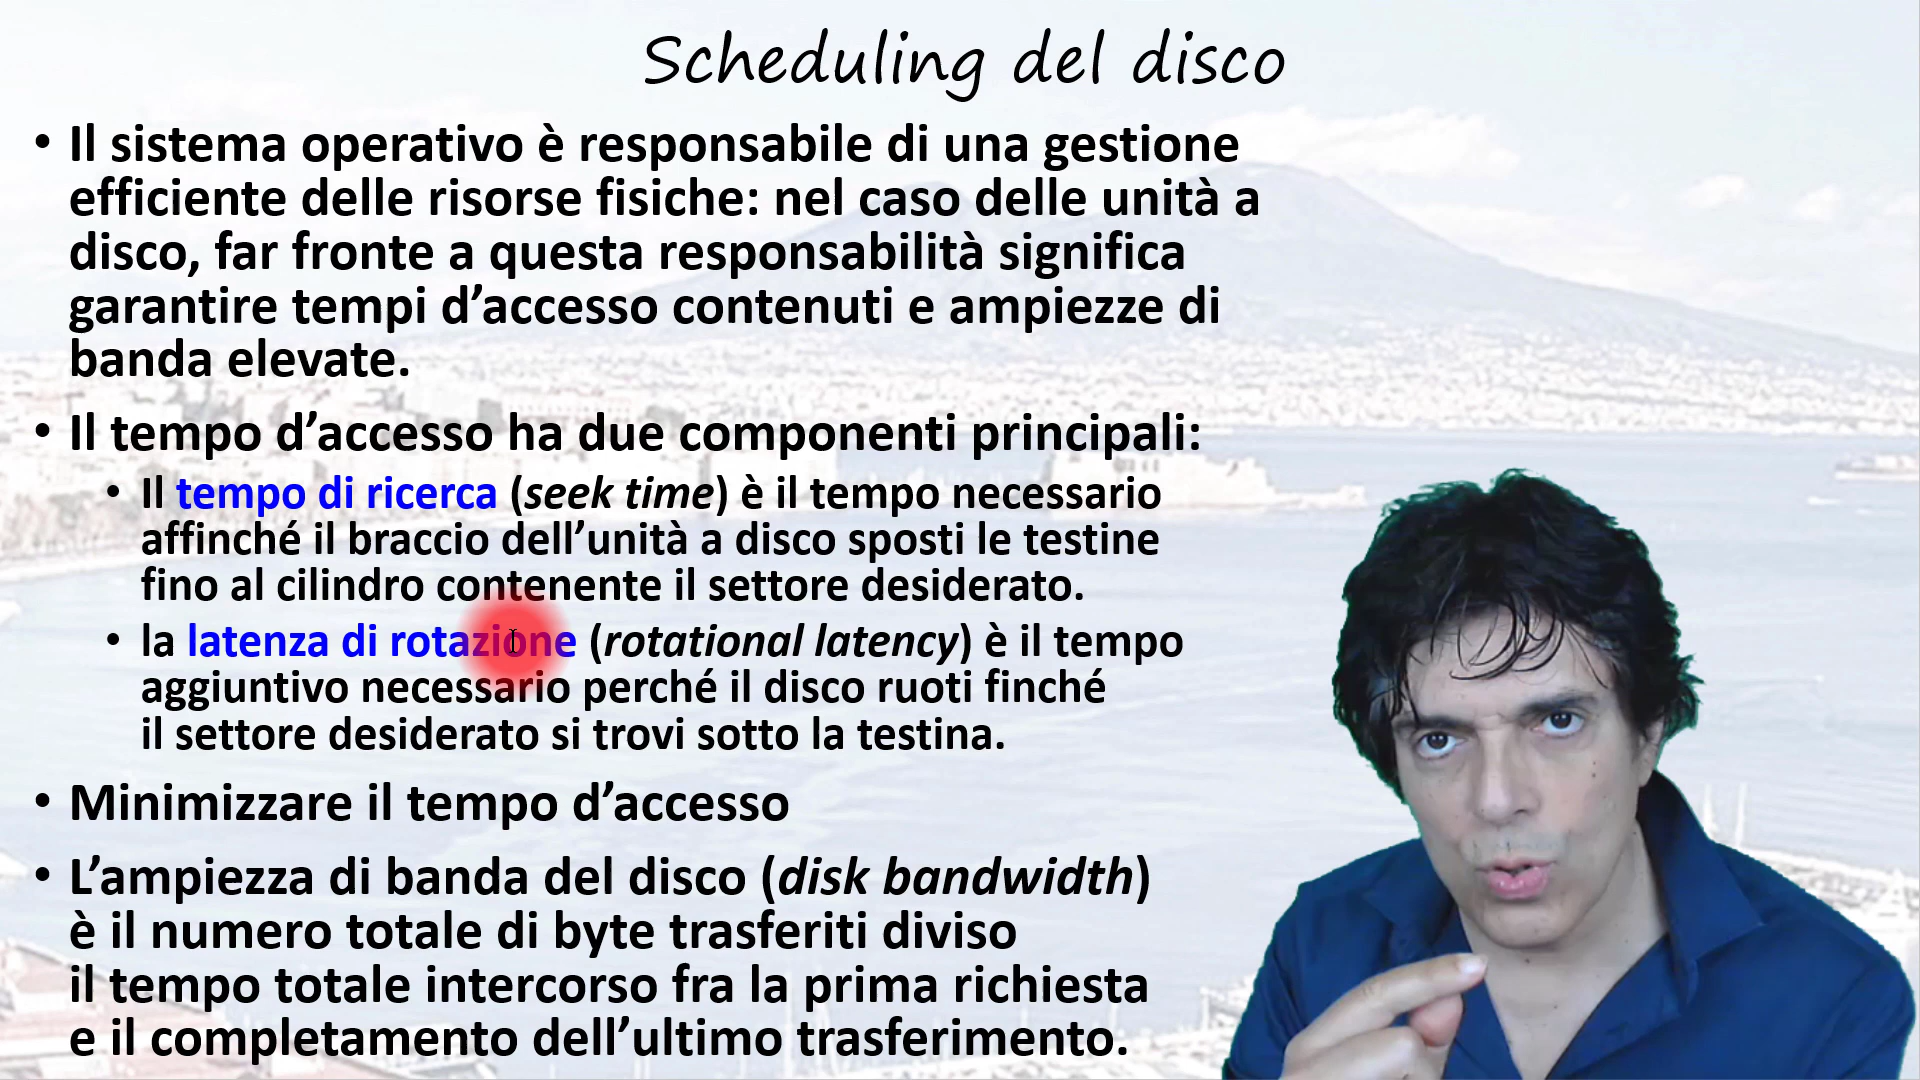 Scheduling del disco
• Il sistema operativo è responsabile di una gestione
efficiente delle risorse fisiche: nel caso delle unità a
disco, far fronte a questa responsabilità significa
garantire tempi d’accesso contenuti e ampiezze di
banda elevate.
• Il tempo d’accesso ha due componenti principali:
• Il tempo di ricerca (seek time) è il tempo necessario
affinché il braccio dell’unità a disco sposti le testine
fino al cilindro contenente il settore desiderato.
• la latenza di rotazione (rotational latency) è il tempo
aggiuntivo necessario perché il disco ruoti finché
il settore desiderato si trovi sotto la testina.
• Minimizzare il tempo d’accesso
• L’ampiezza di banda del disco (disk bandwidth)
è il numero totale di byte trasferiti diviso
il tempo totale intercorso fra la prima richiesta
e il completamento dell’ultimo trasferimento.